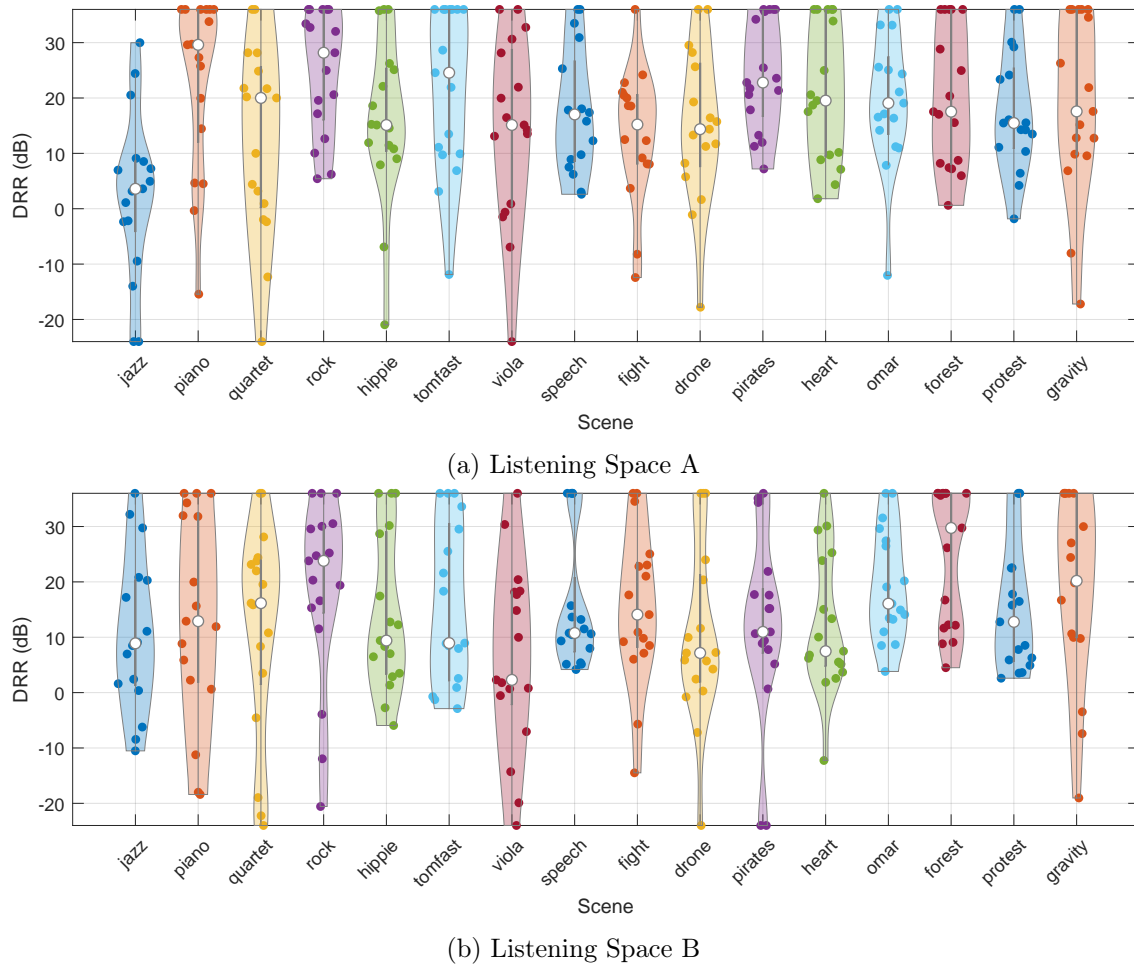 30
20
10
0
-10
-20
DRR (dB)
jazz
piano
quartet
rock
hippie
tomfast
viola
speech
fight
drone
pirates
heart
omar
forest
protest
gravity
Scene
(a) Listening Space A
30
20
10
0
-10
-20
DRR (dB)
jazz
piano
quartet
rock
hippie
tomfast
viola
speech
fight
drone
pirates
heart
omar
forest
protest
gravity
Scene
(b) Listening Space B